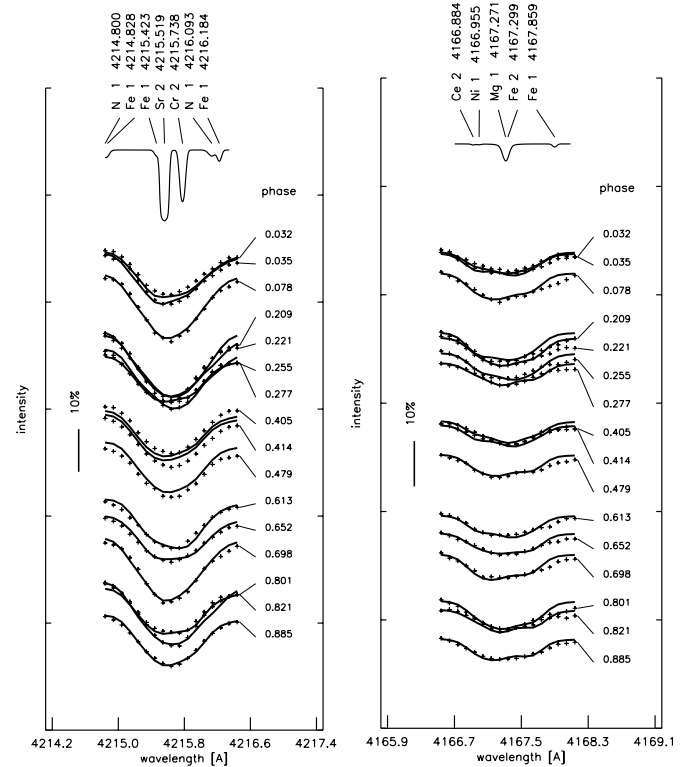 N 1 4214.800
Fe 1 4214.828
Fe 1 4215.423
Sr 2 4215.519
Cr 2 4215.738
N 1 4216.093
Fe 1 4216.184
phase
0.032
0.035
0.078
0.209
0.221
0.255
0.277
0.405
0.414
0.479
0.613
0.652
0.698
0.801
0.821
0.885
intensity
10%
4214.2 4215.0 4215.8 4216.6 4217.4
wavelength [A]
Ce 2 4166.884
Ni 1 4166.955
Mg 1 4167.271
Fe 2 4167.299
Fe 1 4167.859
phase
0.032
0.035
0.078
0.209
0.221
0.255
0.277
0.405
0.414
0.479
0.613
0.652
0.698
0.801
0.821
0.885
intensity
10%
4165.9 4166.7 4167.5 4168.3 4169.1
wavelength [A]